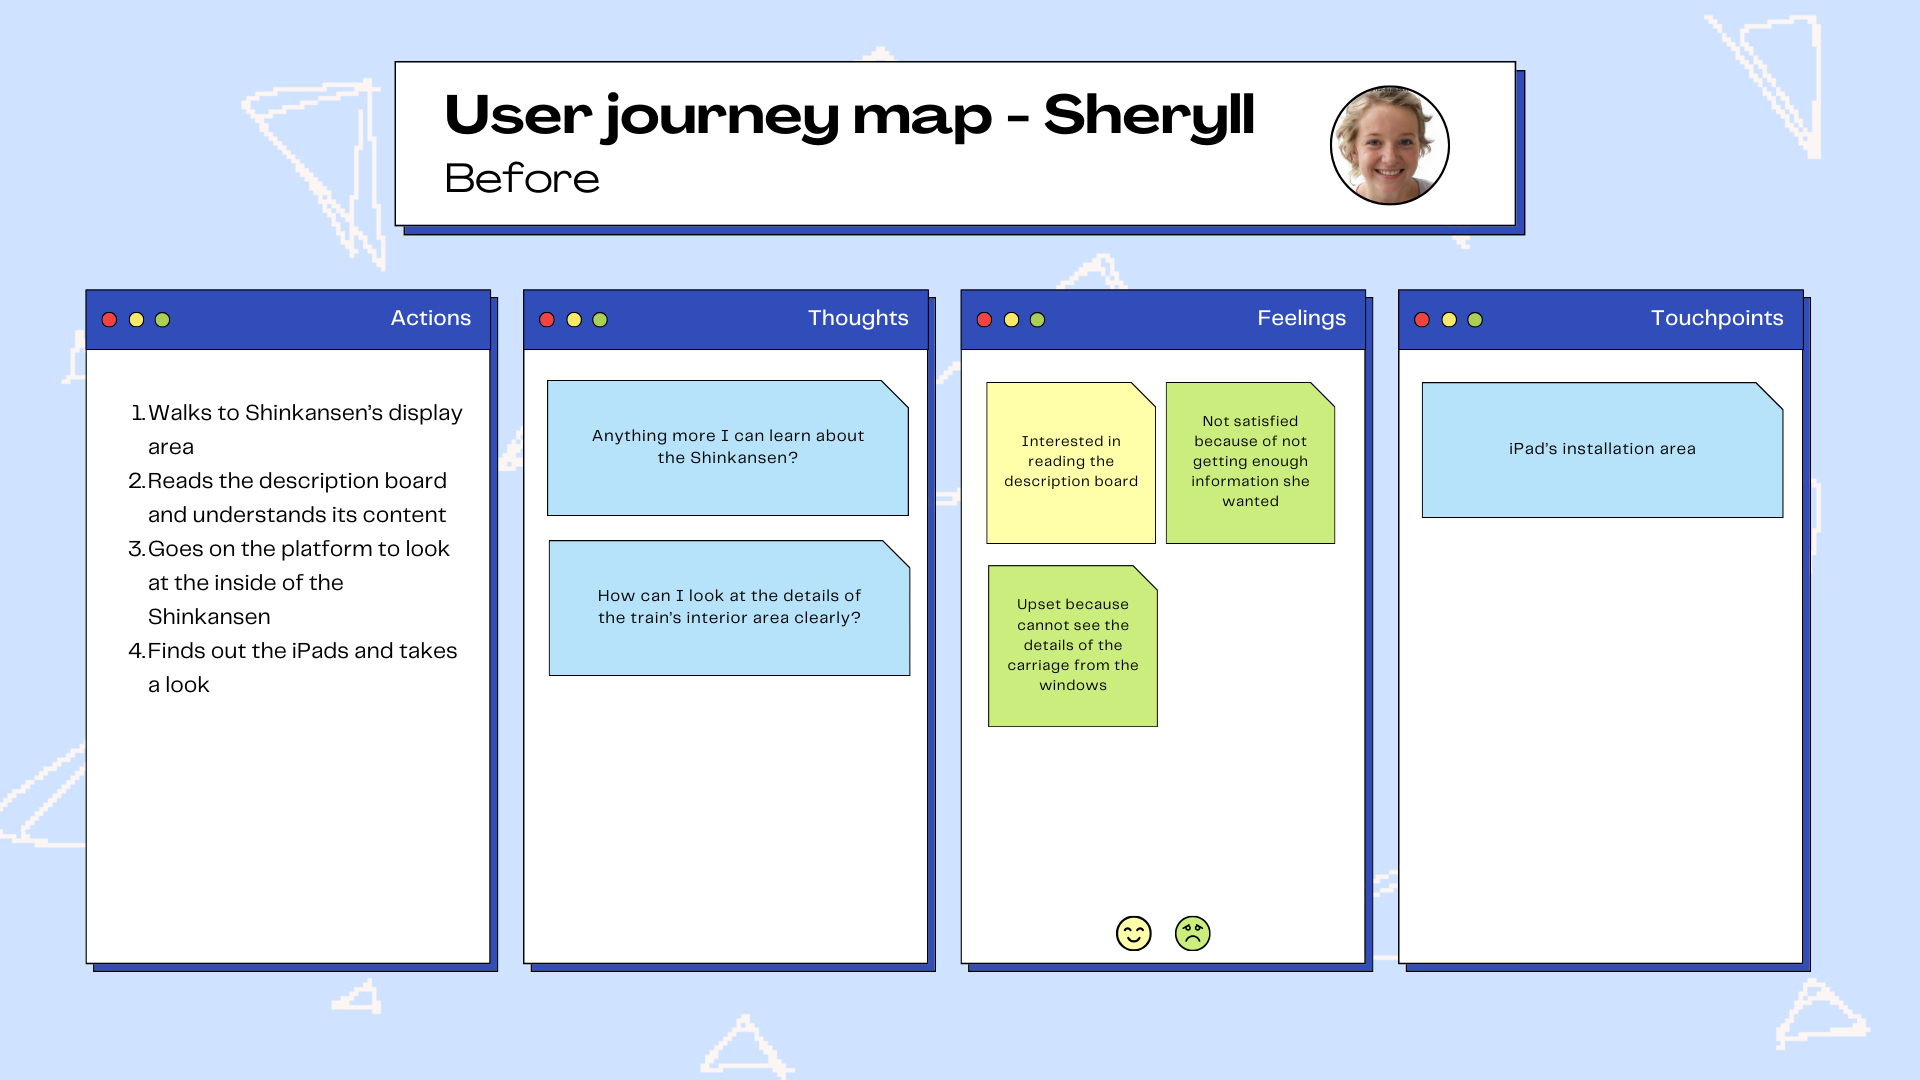 User journey map - Sheryll
Before
Actions
1. Walks to Shinkansen’s display
area
2. Reads the description board
and understands its content
3. Goes on the platform to look
at the inside of the
Shinkansen
4. Finds out the iPads and takes
a look
Thoughts
Anything more I can learn about
the Shinkansen?
How can I look at the details of
the train’s interior area clearly?
Feelings
Interested in
reading the
description board
Not satisfied
because of not
getting enough
information she
wanted
Upset because
cannot see the
details of the
carriage from the
windows
Touchpoints
iPad’s installation area